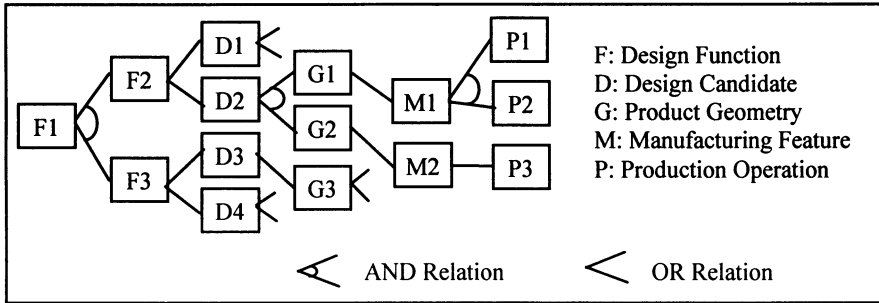 F1
F2
F3
D1
D2
D3
D4
G1
G2
G3
M1
M2
P1
P2
P3
F: Design Function
D: Design Candidate
G: Product Geometry
M: Manufacturing Feature
P: Production Operation
AND Relation
OR Relation